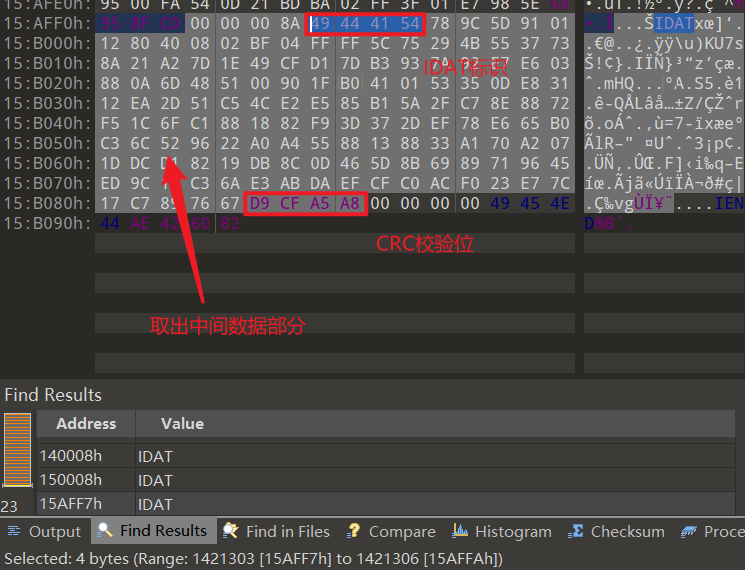 15:AFE0h: 95 00 FA 54 0D 21 BD BA 02 FF 3F 01 E7 98 5E 68
15:AFF0h: 95 8F CD 00 00 00 8A 49 44 41 54 78 9C 5D 91 01 •.Í...ŠIDATxœ]‘.
15:B000h: 12 80 40 08 02 BF 04 FF FF 5C 75 29 4B 55 37 73 .€@..¿.ÿÿ\u)KU7s
15:B010h: 8A 21 A2 7D 1E 49 CF D1 7D B3 93 E7 E6 03 Š!¢}.IÏÑ}³“z’çæ.
IDAT标识
15:B020h: 88 0A 6D 48 51 00 90 1F B0 41 01 53 35 0D E8 31 ˆ.mHQ...°A.S5.è1
15:B030h: 12 EA 2D 51 C5 4C E2 E5 85 B1 5A 2F C7 8E 88 72 .ê-QÅLâå…±Z/ÇŽˆr
15:B040h: F5 1C 6F C1 88 18 82 F9 3D 37 2D EF 78 E6 65 B0 õ.oÁˆ.‚ù=7-ïxæe°
15:B050h: C3 6C 52 96 22 A0 A4 55 88 13 88 33 A1 70 A2 07 ÃlR–" ¤Uˆ.ˆ3¡p¢.
15:B060h: 1D DC 82 19 DB 8C 0D 46 5D 8B 69 89 71 96 45 .ÜÑ‚.ÛŒ.F]‹i‰q–E
15:B070h: ED 9C C3 6A E3 AB DA EF CF C0 AC F0 23 E7 7C íœ.Ãjã«ÚïÏÀ¬ð#ç|
15:B080h: 17 C7 89 76 67 D9 CF A5 A8 00 00 00 00 49 45 4E .Ç‰vgÙÏ¥¨....IEN
15:B090h: 44 AE 42 60 82 D®B`‚
CRC校验位
取出中间数据部分
Find Results
Address Value
140008h IDAT
150008h IDAT
15AFF7h IDAT
23
Output Find Results Find in Files Compare Histogram Checksum Proce
Selected: 4 bytes (Range: 1421303 [15AFF7h] to 1421306 [15AFFAh])